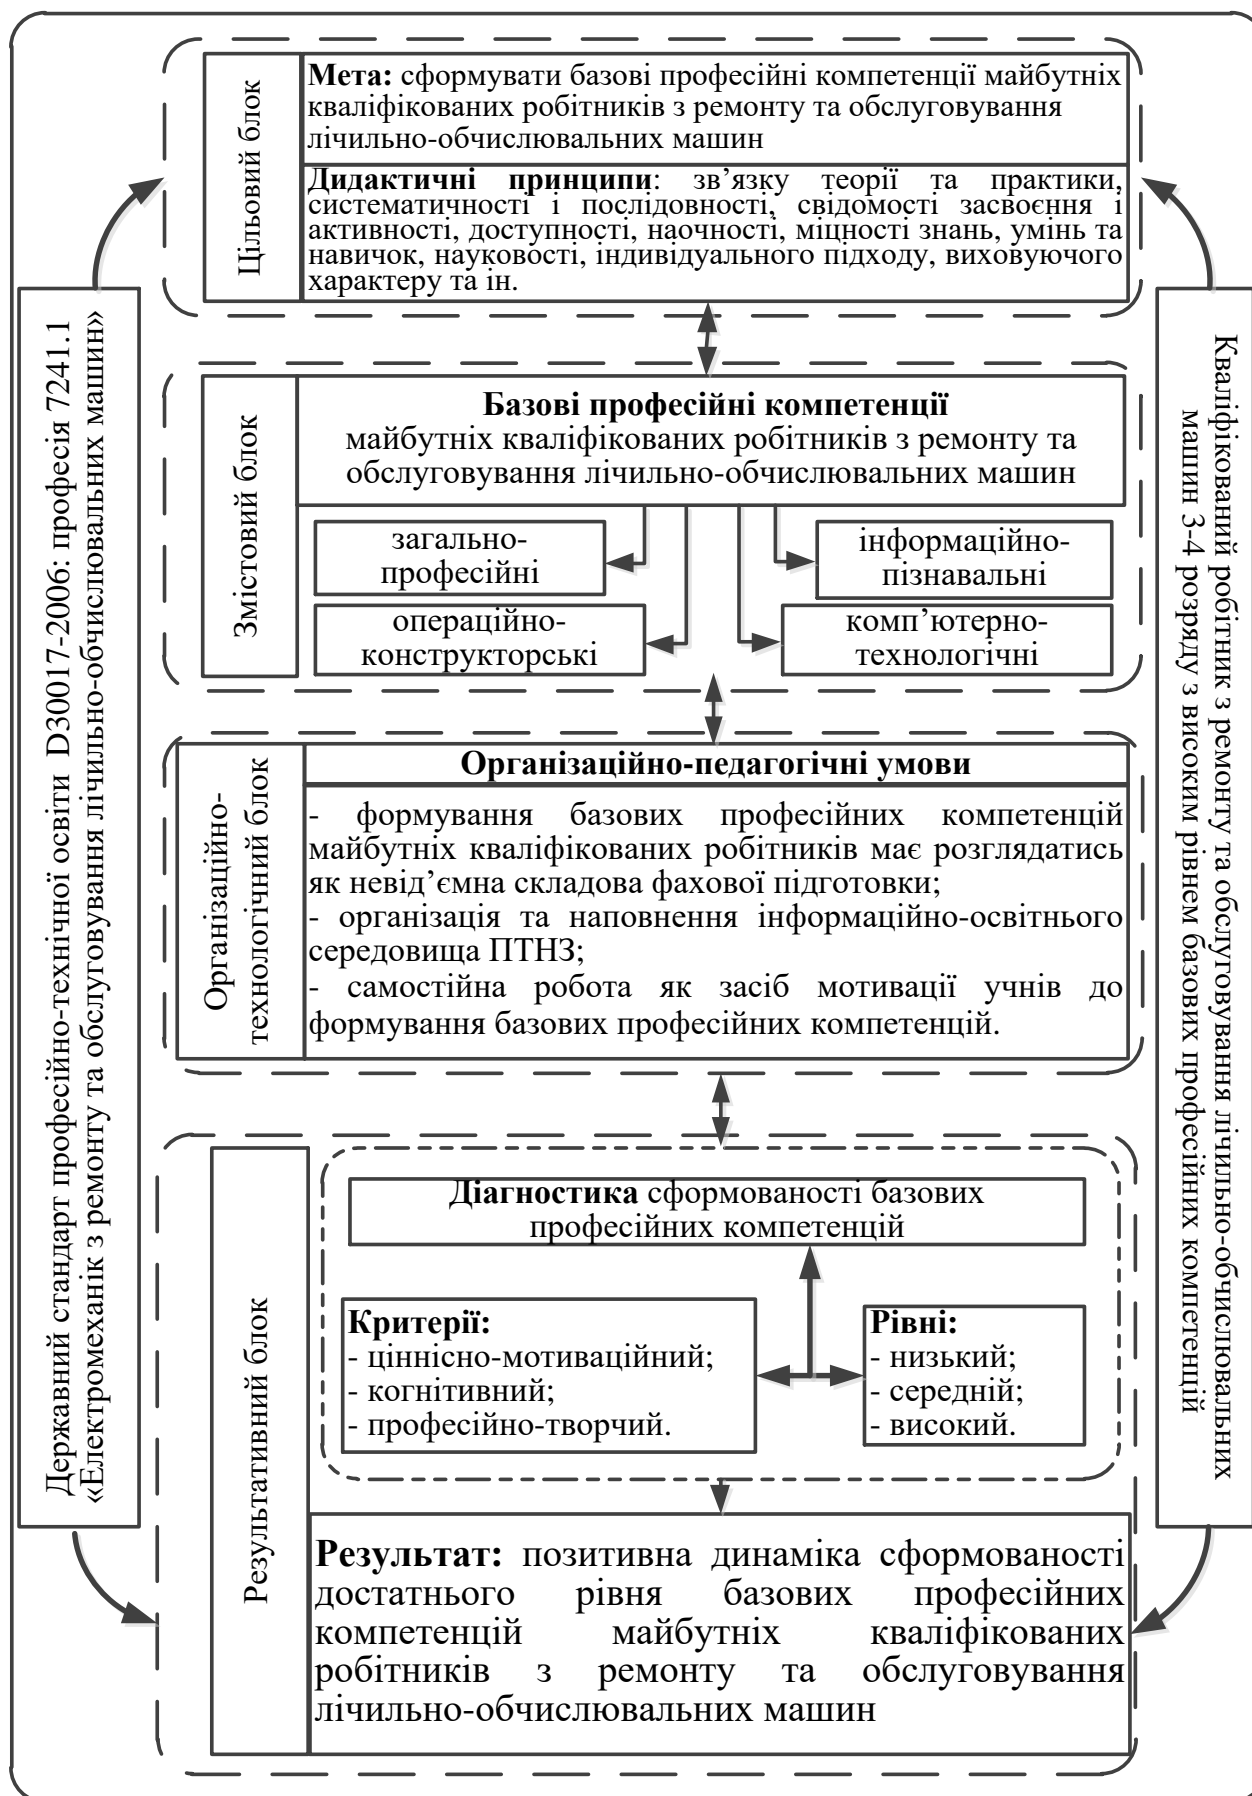 Державний стандарт професійно-технічної освіти D30017-2006: професія 7241.1
«Електромеханік з ремонту та обслуговування лічильно-обчислювальних машин»
Цільовий блок
Мета: сформувати базові професійні компетенції майбутніх
кваліфікованих робітників з ремонту та обслуговування
лічильно-обчислювальних машин
Дидактичні принципи: зв’язку теорії та практики,
систематичності і послідовності, свідомості засвоєння і
активності, доступності, наочності, міцності знань, умінь та
навичок, науковості, індивідуального підходу, виховуючого
характеру та ін.
Змістовий блок
Базові професійні компетенції
майбутніх кваліфікованих робітників з ремонту та
обслуговування лічильно-обчислювальних машин
загально-
професійні
інформаційно-
пізнавальні
операційно-
конструкторські
комп’ютерно-
технологічні
Організаційно-
технологічний блок
Організаційно-педагогічні умови
- формування базових професійних компетенцій
майбутніх кваліфікованих робітників має розглядатись
як невід’ємна складова фахової підготовки;
- організація та наповнення інформаційно-освітнього
середовища ПТНЗ;
- самостійна робота як засіб мотивації учнів до
формування базових професійних компетенцій.
Результативний блок
Діагностика сформованості базових
професійних компетенцій
Критерії:
- ціннісно-мотиваційний;
- когнітивний;
- професійно-творчий.
Рівні:
- низький;
- середній;
- високий.
Результат: позитивна динаміка сформованості
достатнього рівня базових професійних
компетенцій майбутніх кваліфікованих
робітників з ремонту та обслуговування
лічильно-обчислювальних машин
Кваліфікований робітник з ремонту та обслуговування лічильно-обчислювальних
машин 3-4 розряду з високим рівнем базових професійних компетенцій